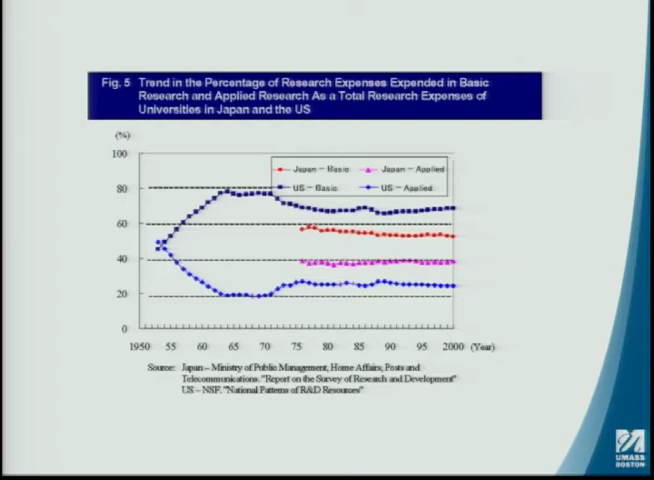 Fig. 5 Trend in the Percentage of Research Expenses Expended in Basic
Research and Applied Research As a Total Research Expenses of
Universities in Japan and the US
(%)
100
80
60
40
20
0
Japan － Basic
Japan － Applied
US － Basic
US － Applied
1950 55 60 65 70 75 80 85 90 95 2000 (Year)
Source: Japan – Ministry of Public Management, Home Affairs, Posts and
Telecommunications. "Report on the Survey of Research and Development"
US – NSF. "National Patterns of R&D Resources"
UMASS
BOSTON